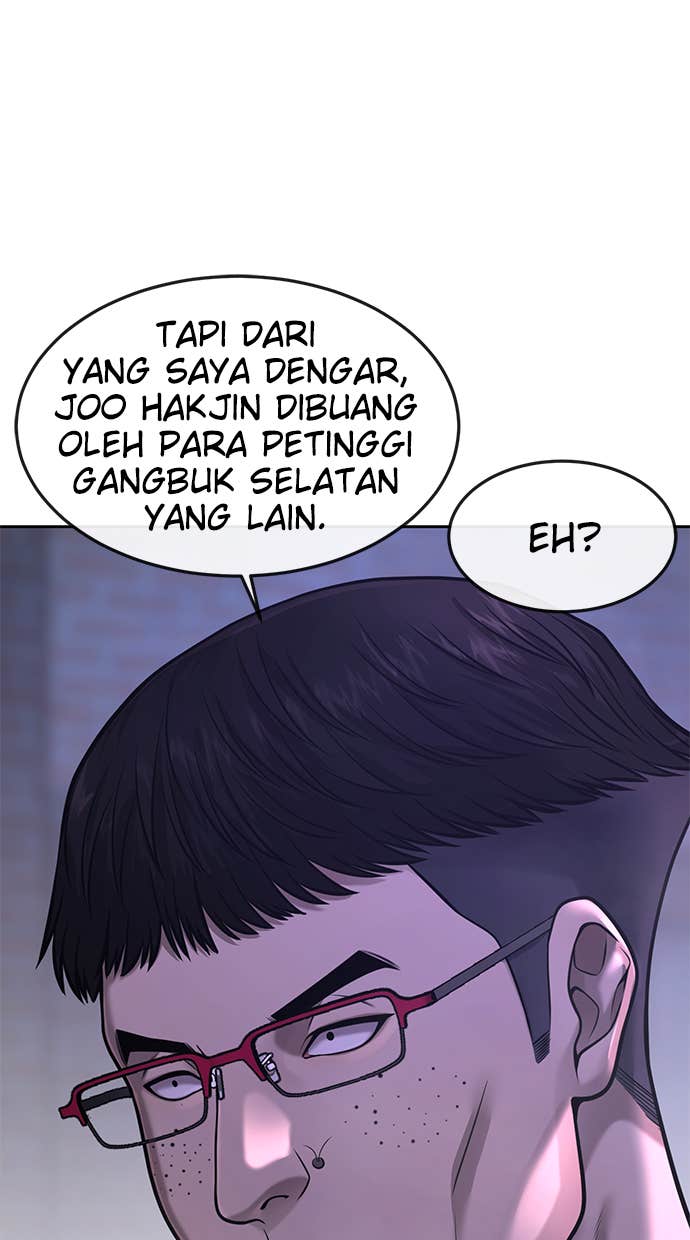 TAPI DARI
YANG SAYA DENGAR,
JOO HAKJIN DIBUANG
OLEH PARA PETINGGI
GANGBUK SELATAN
YANG LAIN.
EH?